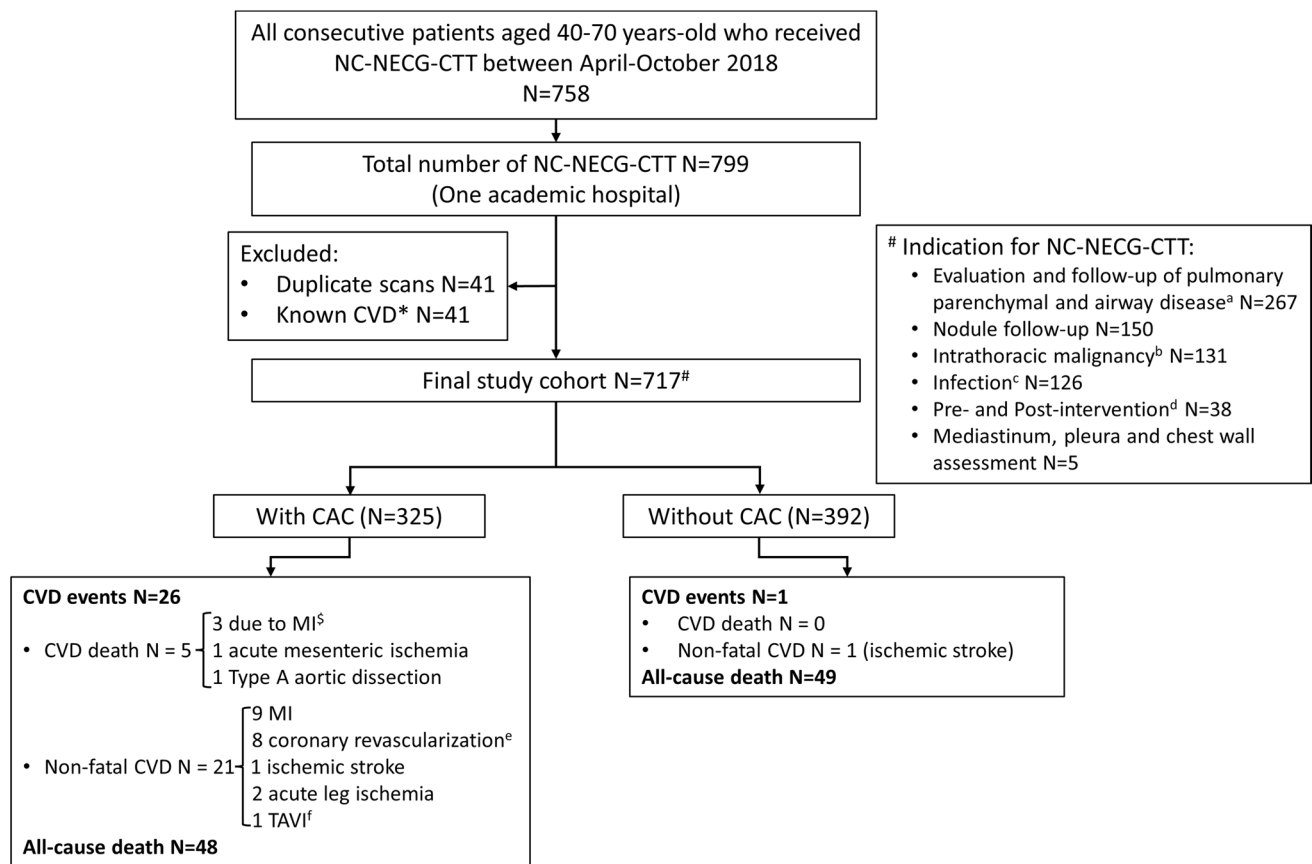 All consecutive patients aged 40-70 years-old who received
NC-NECG-CTT between April-October 2018
N=758
Total number of NC-NECG-CTT N=799
(One academic hospital)
Excluded:
• Duplicate scans N=41
• Known CVD* N=41
# Indication for NC-NECG-CTT:
• Evaluation and follow-up of pulmonary
parenchymal and airway diseaseᵃ N=267
• Nodule follow-up N=150
• Intrathoracic malignancyᵇ N=131
• Infectionᶜ N=126
• Pre- and Post-interventionᵈ N=38
• Mediastinum, pleura and chest wall
assessment N=5
Final study cohort N=717#
With CAC (N=325)
Without CAC (N=392)
CVD events N=26
• CVD death N = 5
3 due to MI$
1 acute mesenteric ischemia
1 Type A aortic dissection
• Non-fatal CVD N = 21
9 MI
8 coronary revascularizationᵉ
1 ischemic stroke
2 acute leg ischemia
1 TAVIᶠ
All-cause death N=48
CVD events N=1
• CVD death N = 0
• Non-fatal CVD N = 1 (ischemic stroke)
All-cause death N=49